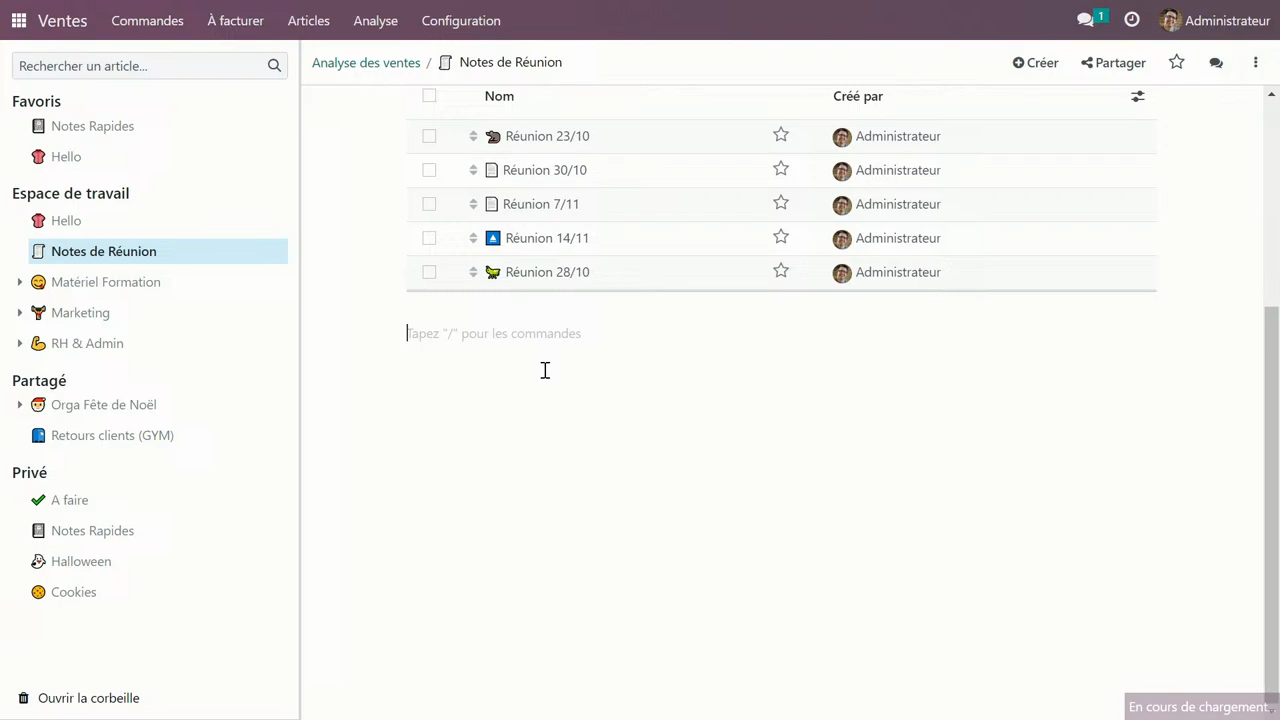 Ventes Commandes À facturer Articles Analyse Configuration 1 Administrateur
Rechercher un article...
Favoris
Notes Rapides
Hello
Espace de travail
Hello
Notes de Réunion
Matériel Formation
Marketing
RH & Admin
Partagé
Orga Fête de Noël
Retours clients (GYM)
Privé
A faire
Notes Rapides
Halloween
Cookies
Ouvrir la corbeille
Analyse des ventes / Notes de Réunion Créer Partager
Nom Créé par
Réunion 23/10 Administrateur
Réunion 30/10 Administrateur
Réunion 7/11 Administrateur
Réunion 14/11 Administrateur
Réunion 28/10 Administrateur
Tapez "/" pour les commandes
En cours de chargement...